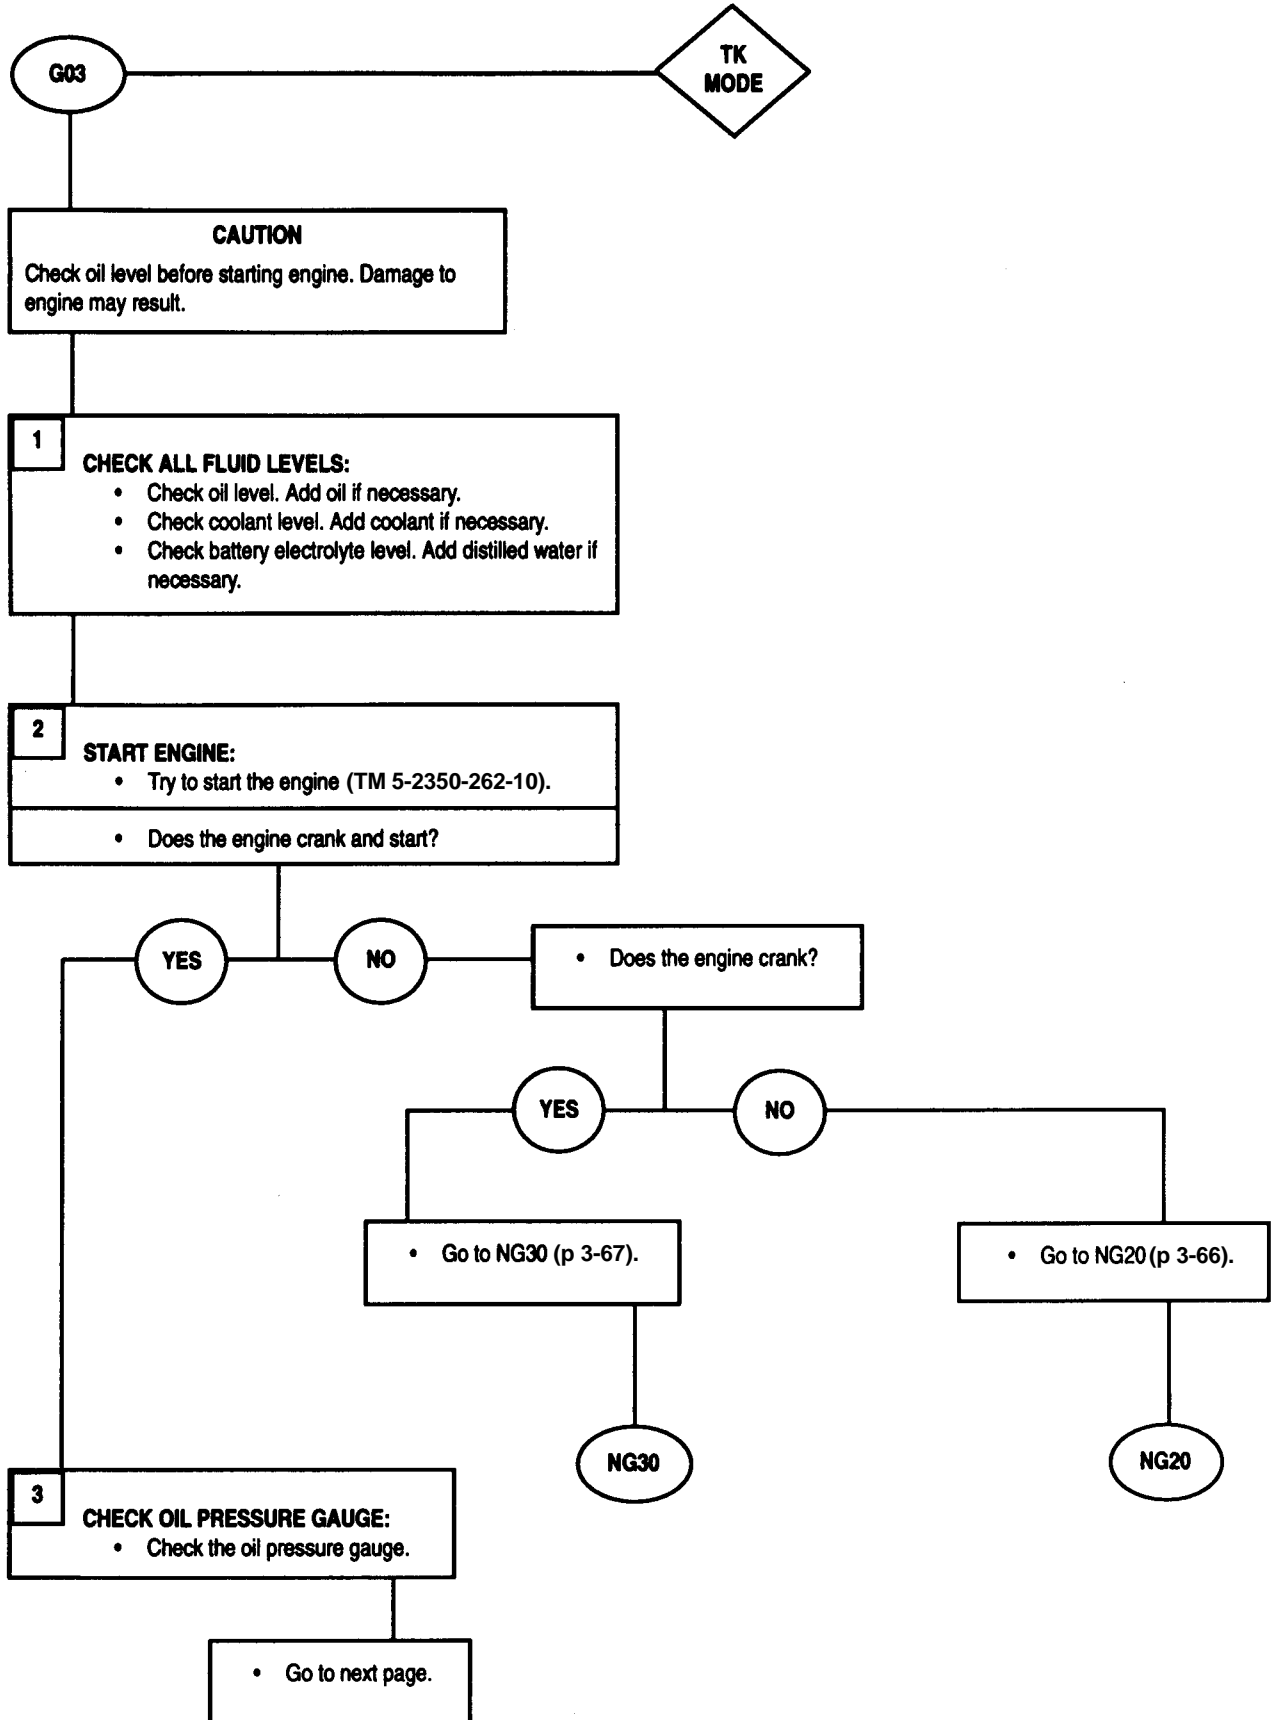 G03
TK
MODE
CAUTION
Check oil level before starting engine. Damage to
engine may result.
1
CHECK ALL FLUID LEVELS:
• Check oil level. Add oil if necessary.
• Check coolant level. Add coolant if necessary.
• Check battery electrolyte level. Add distilled water if
necessary.
2
START ENGINE:
• Try to start the engine (TM 5-2350-262-10).
• Does the engine crank and start?
YES
NO
• Does the engine crank?
YES
NO
• Go to NG30 (p 3-67).
• Go to NG20 (p 3-66).
NG30
NG20
3
CHECK OIL PRESSURE GAUGE:
• Check the oil pressure gauge.
• Go to next page.